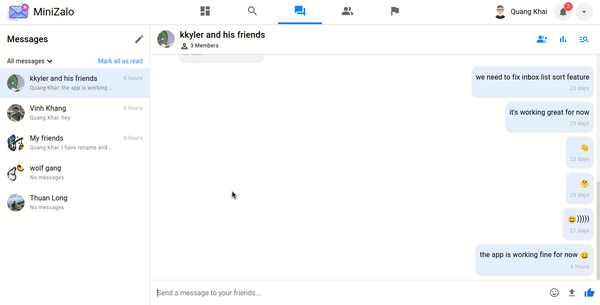 MiniZalo
Quang Khai
2
Messages
All messages
Mark all as read
kkyler and his friends
6 hours
Quang Khai: the app is working ...
Vinh Khang
6 hours
Quang Khai: hey
My friends
6 hours
Quang Khai: I have rename and ...
wolf gang
No messages
Thuan Long
No messages
kkyler and his friends
3 Members
we need to fix inbox list sort feature
23 days
it's working great for now
23 days
👏
23 days
🤔
23 days
😀)))))
21 days
the app is working fine for now 😀
6 hours
Send a message to your friends...